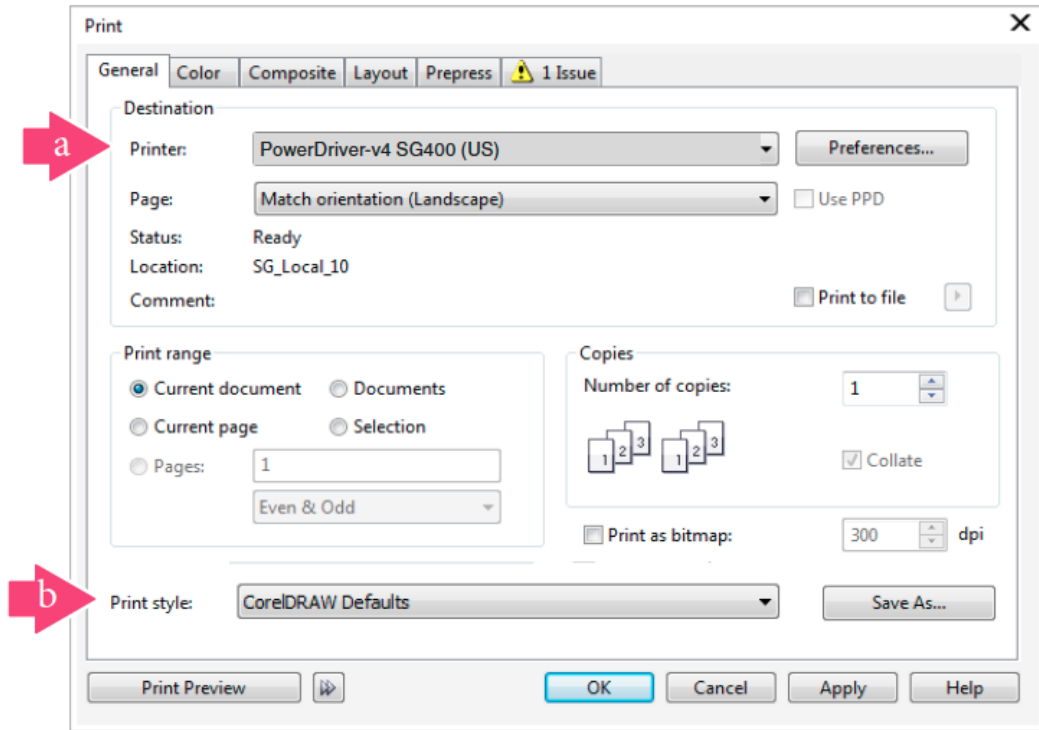 Print
General Color Composite Layout Prepress 1 Issue
Destination
a
Printer: PowerDriver-v4 SG400 (US) Preferences...
Page: Match orientation (Landscape) Use PPD
Status: Ready
Location: SG_Local_10
Comment: Print to file
Print range Copies
Current document Documents Number of copies: 1
Current page Selection
1 2 3 1 2 3
Pages: 1 Collate
Even & Odd
Print as bitmap: 300 dpi
b
Print style: CorelDRAW Defaults Save As...
Print Preview OK Cancel Apply Help